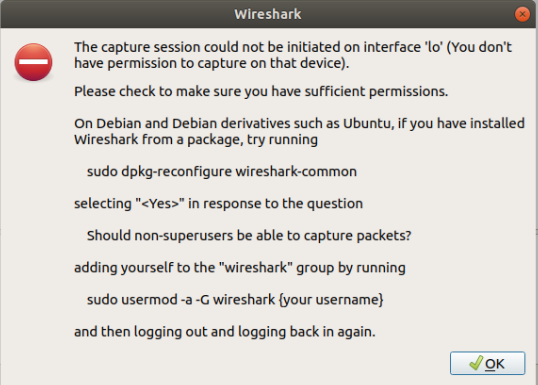 Wireshark
The capture session could not be initiated on interface 'lo' (You don't
have permission to capture on that device).
Please check to make sure you have sufficient permissions.
On Debian and Debian derivatives such as Ubuntu, if you have installed
Wireshark from a package, try running
sudo dpkg-reconfigure wireshark-common
selecting "<Yes>" in response to the question
Should non-superusers be able to capture packets?
adding yourself to the "wireshark" group by running
sudo usermod -a -G wireshark {your username}
and then logging out and logging back in again.
OK